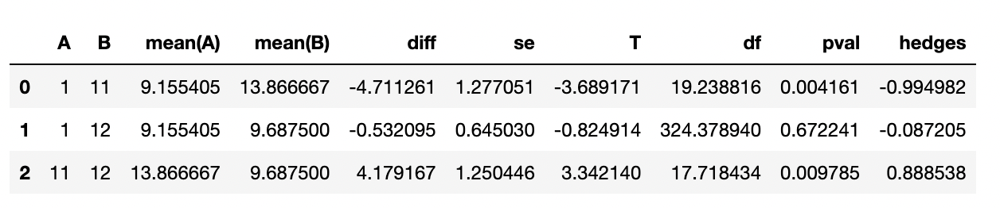 A B mean(A) mean(B) diff se T df pval hedges
0 1 11 9.155405 13.866667 -4.711261 1.277051 -3.689171 19.238816 0.004161 -0.994982
1 1 12 9.155405 9.687500 -0.532095 0.645030 -0.824914 324.378940 0.672241 -0.087205
2 11 12 13.866667 9.687500 4.179167 1.250446 3.342140 17.718434 0.009785 0.888538